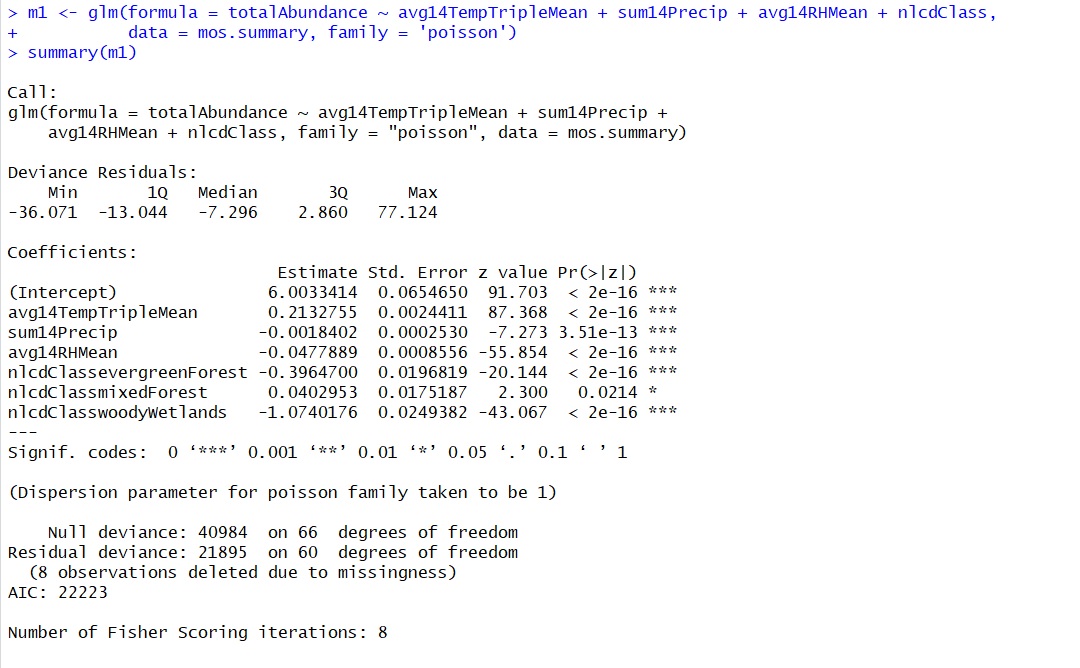 > m1 <- glm(formula = totalAbundance ~ avg14TempTripleMean + sum14Precip + avg14RHMean + nlcdClass,
+           data = mos.summary, family = 'poisson')
> summary(m1)

Call:
glm(formula = totalAbundance ~ avg14TempTripleMean + sum14Precip +
    avg14RHMean + nlcdClass, family = "poisson", data = mos.summary)

Deviance Residuals:
    Min       1Q   Median       3Q      Max
-36.071  -13.044   -7.296    2.860   77.124

Coefficients:
                           Estimate Std. Error z value Pr(>|z|)
(Intercept)               6.0033414  0.0654650  91.703  < 2e-16 ***
avg14TempTripleMean       0.2132755  0.0024411  87.368  < 2e-16 ***
sum14Precip              -0.0018402  0.0002530  -7.273 3.51e-13 ***
avg14RHMean              -0.0477889  0.0008556 -55.854  < 2e-16 ***
nlcdClassevergreenForest -0.3964700  0.0196819 -20.144  < 2e-16 ***
nlcdClassmixedForest      0.0402953  0.0175187   2.300   0.0214 *
nlcdClasswoodyWetlands   -1.0740176  0.0249382 -43.067  < 2e-16 ***
---
Signif. codes:  0 ‘***’ 0.001 ‘**’ 0.01 ‘*’ 0.05 ‘.’ 0.1 ‘ ’ 1

(Dispersion parameter for poisson family taken to be 1)

    Null deviance: 40984  on 66  degrees of freedom
Residual deviance: 21895  on 60  degrees of freedom
  (8 observations deleted due to missingness)
AIC: 22223

Number of Fisher Scoring iterations: 8